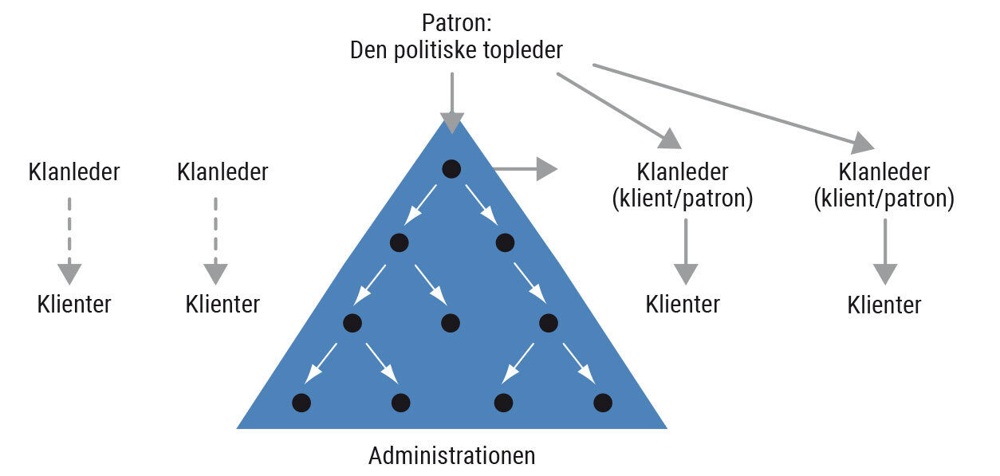 Patron:
Den politiske topleder
Klanleder
Klanleder
Klanleder
(klient/patron)
Klanleder
(klient/patron)
Klienter
Klienter
Klienter
Klienter
Administrationen